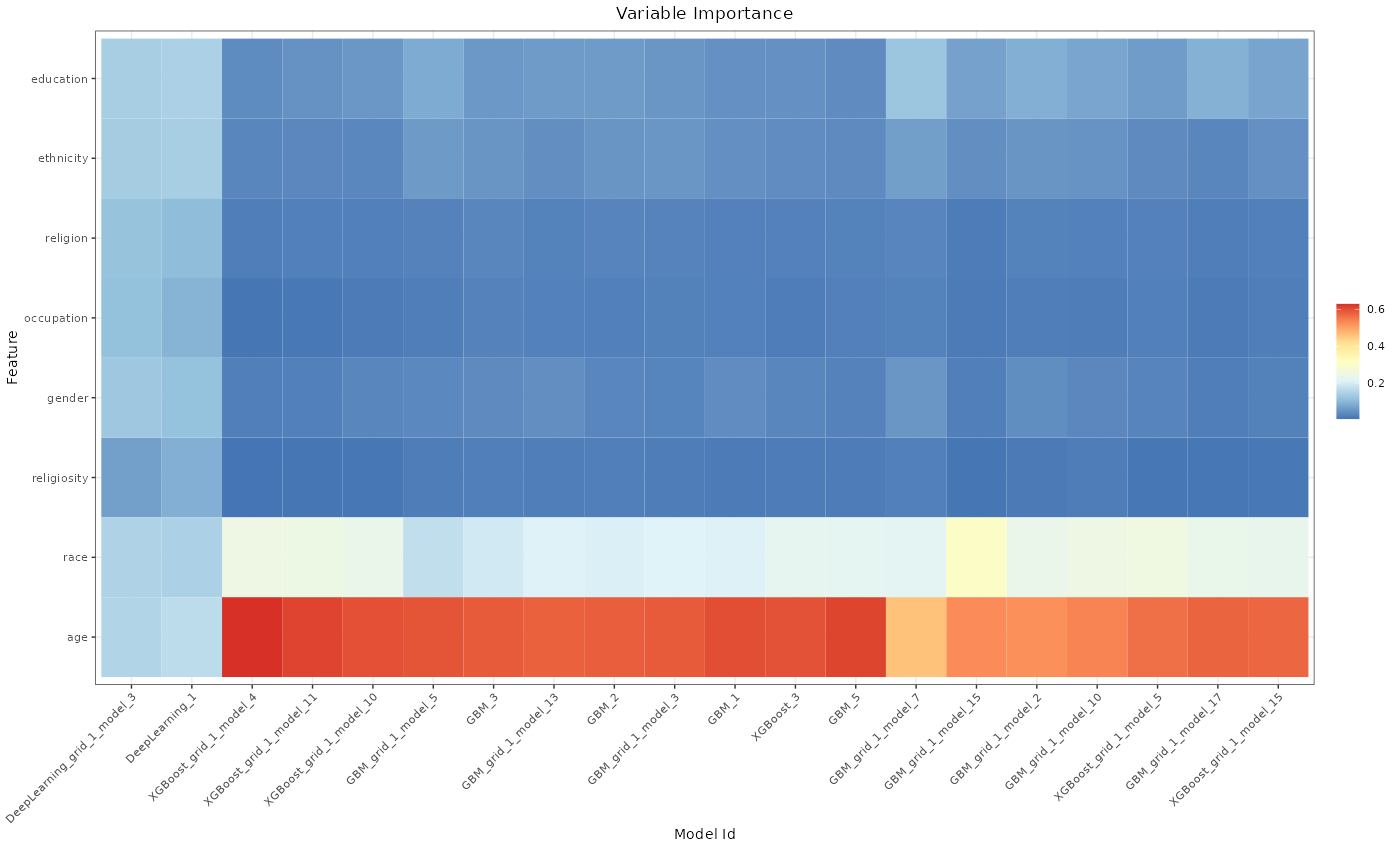 Variable Importance
education
ethnicity
religion
occupation
gender
religiosity
race
age
Feature
0.6
0.4
0.2
DeepLearning_grid_1_model_3
DeepLearning_1
XGBoost_grid_1_model_4
XGBoost_grid_1_model_11
XGBoost_grid_1_model_10
GBM_grid_1_model_5
GBM_3
GBM_grid_1_model_13
GBM_2
GBM_grid_1_model_3
GBM_1
XGBoost_3
GBM_5
GBM_grid_1_model_7
GBM_grid_1_model_15
GBM_grid_1_model_2
GBM_grid_1_model_10
XGBoost_grid_1_model_5
GBM_grid_1_model_17
XGBoost_grid_1_model_15
Model Id